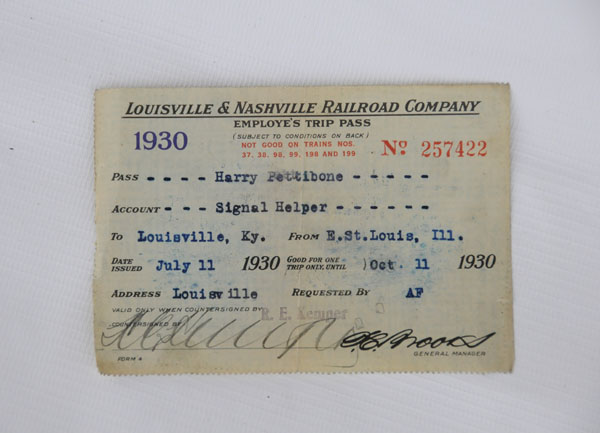 LOUISVILLE & NASHVILLE RAILROAD COMPANY
EMPLOYE'S TRIP PASS
1930
(SUBJECT TO CONDITIONS ON BACK)
NOT GOOD ON TRAINS NOS.
37, 38, 98, 99, 198 AND 199
No 257422
PASS - - - - Harry Pettibone - - - - -
ACCOUNT - - - Signal Helper - - - - - - -
TO Louisville, Ky. FROM E.St.Louis, Ill.
DATE ISSUED July 11 1930 GOOD FOR ONE TRIP ONLY, UNTIL Oct. 11 1930
ADDRESS Louisville REQUESTED BY AF
VALID ONLY WHEN COUNTERSIGNED BY R. E. Kemper
COUNTERSIGNED BY
GENERAL MANAGER
FORM 4